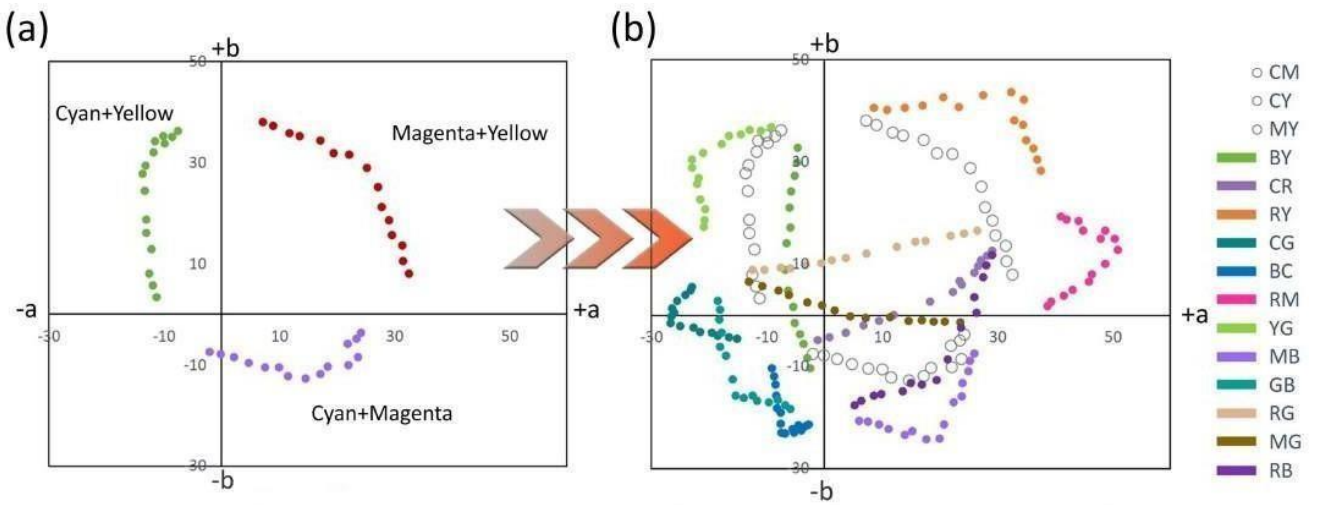 (a)
+b
50
Cyan+Yellow
Magenta+Yellow
30
10
-a
+a
-30
-10
10
30
50
-10
Cyan+Magenta
30
-b
(b)
+b
50
30
10
+a
-30
-10
10
30
50
-10
30
-b
CM
CY
MY
BY
CR
RY
CG
BC
RM
YG
MB
GB
RG
MG
RB